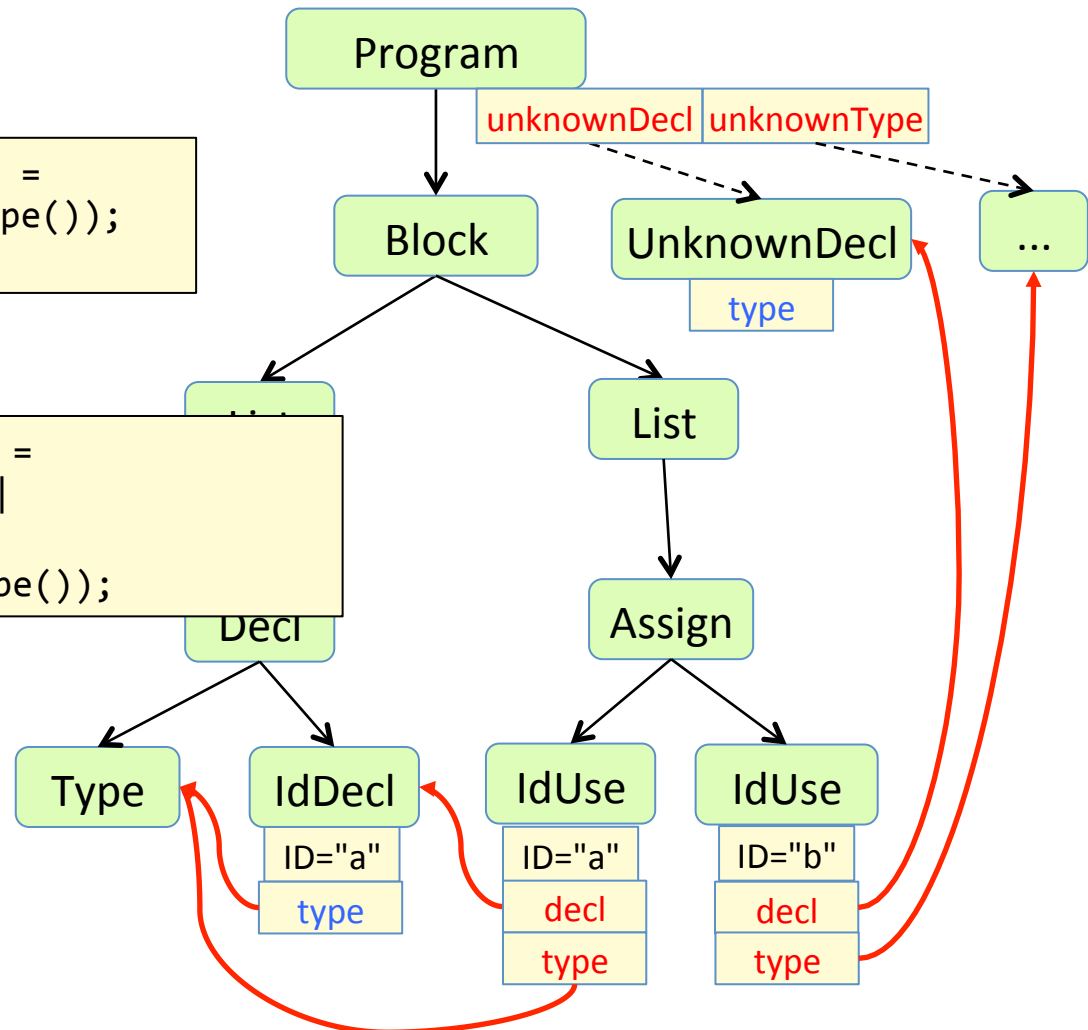 Program
unknownDecl unknownType
=
pe());
Block
UnknownDecl
...
type
List
=
|
pe());
Decl
Assign
Type
IdDecl
IdUse
IdUse
ID="a"
ID="a"
ID="b"
type
decl
decl
type
type